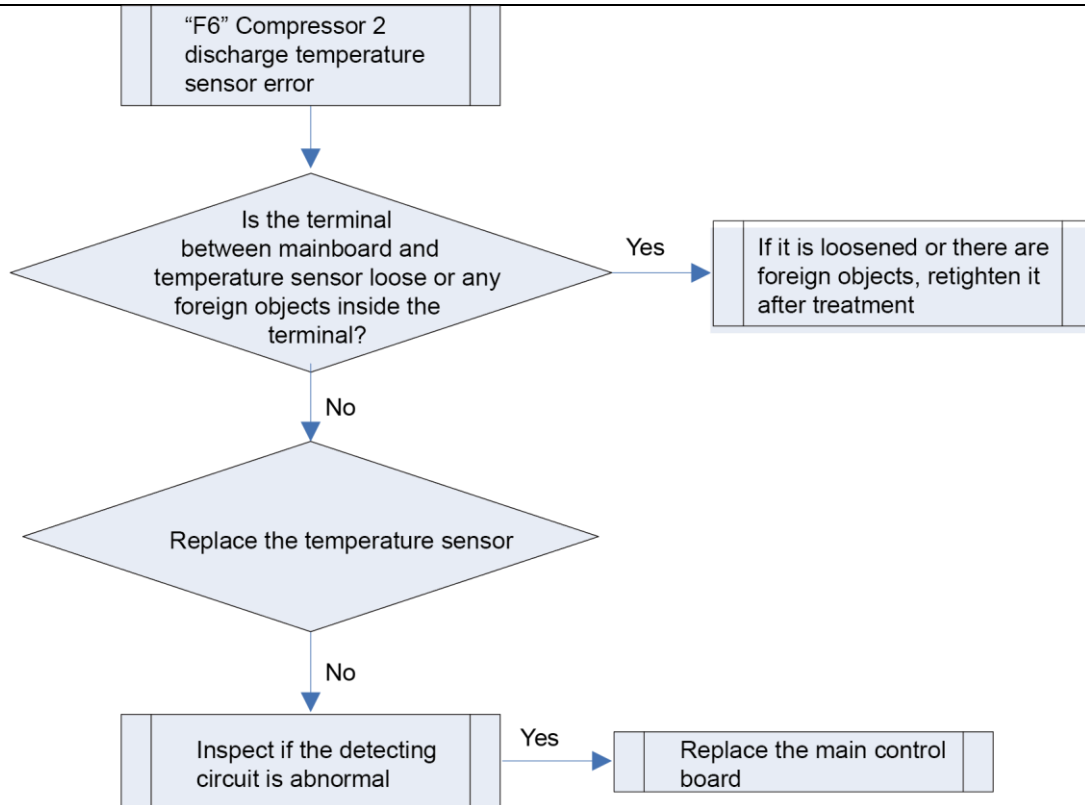 “F6” Compressor 2
discharge temperature
sensor error
Is the terminal
between mainboard and
temperature sensor loose or any
foreign objects inside the
terminal?
Yes
If it is loosened or there are
foreign objects, retighten it
after treatment
No
Replace the temperature sensor
No
Inspect if the detecting
circuit is abnormal
Yes
Replace the main control
board